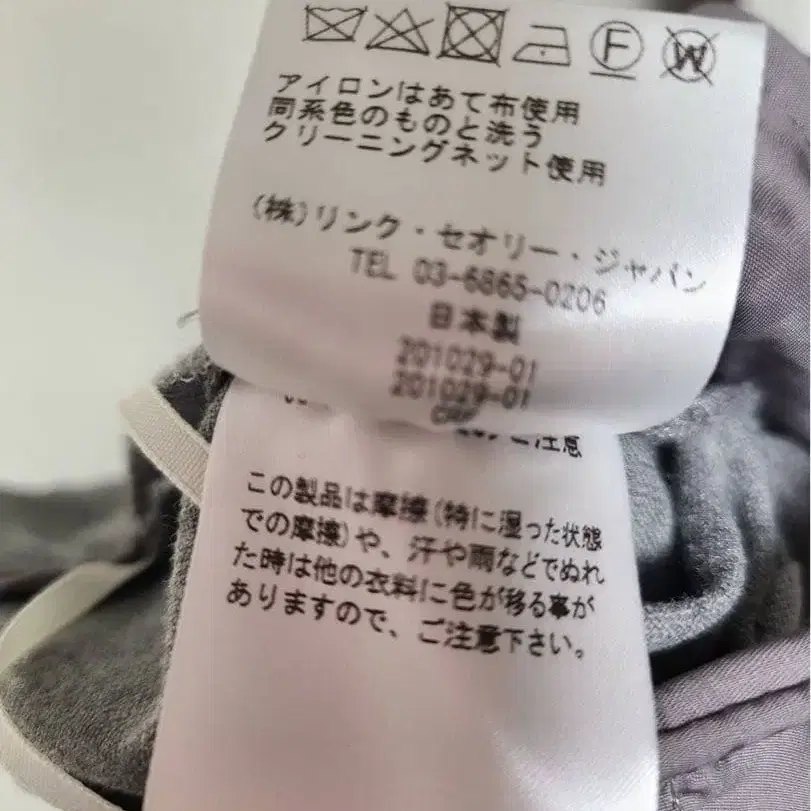 F W
アイロンはあて布使用
同系色のものと洗う
クリーニングネット使用
(株)リンク・セオリー・ジャパン
TEL 03-6865-0206
日本製
201029-01
201029-01
ご注意
この製品は摩擦(特に湿った状態
での摩擦)や、汗や雨などでぬれ
た時は他の衣料に色が移る事が
ありますので、ご注意下さい。